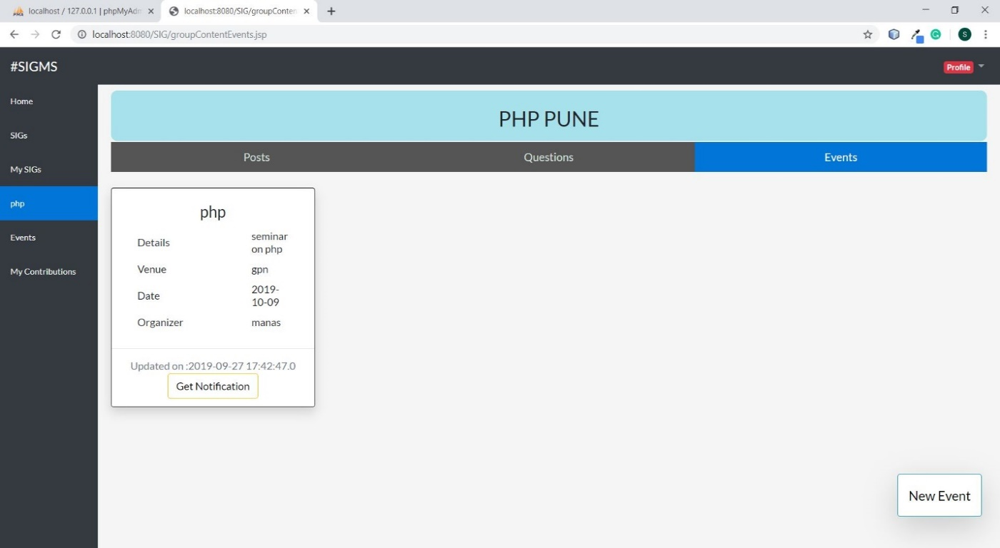 localhost / 127.0.0.1 | phpMyAdm
localhost:8080/SIG/groupConten
localhost:8080/SIG/groupContentEvents.jsp
S
#SIGMS
Profile
Home
SIGs
My SIGs
php
Events
My Contributions
PHP PUNE
Posts Questions Events
php
Details seminar
on php
Venue gpn
Date 2019-
10-09
Organizer manas
Updated on :2019-09-27 17:42:47.0
Get Notification
New Event